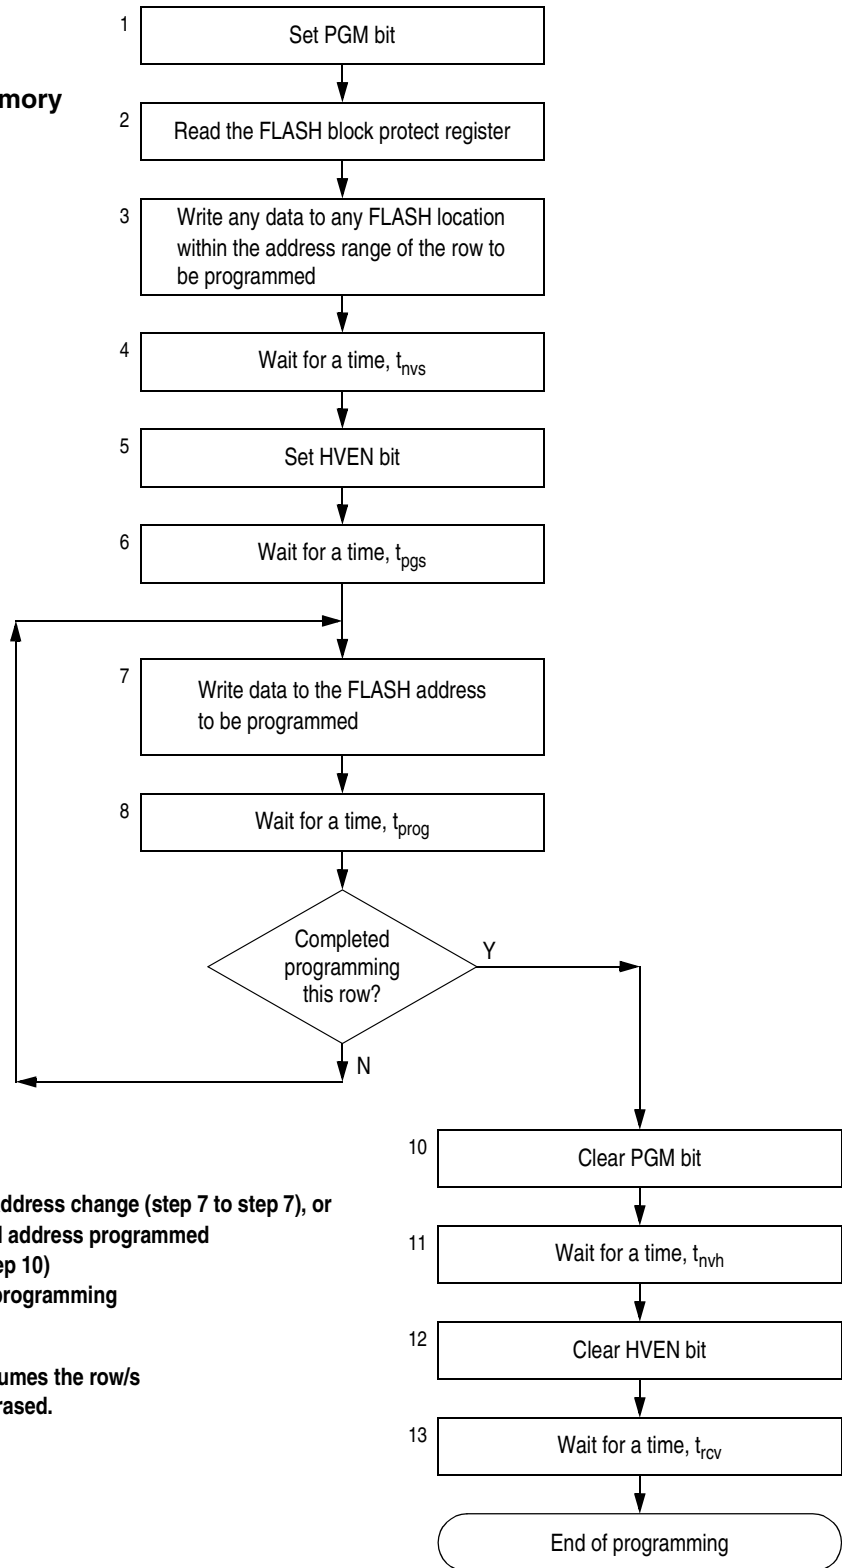 1
Set PGM bit
mory
2
Read the FLASH block protect register
3
Write any data to any FLASH location
within the address range of the row to
be programmed
4
Wait for a time, tnvs
5
Set HVEN bit
6
Wait for a time, tpgs
7
Write data to the FLASH address
to be programmed
8
Wait for a time, tprog
Completed
programming
this row?
Y
N
10
Clear PGM bit
ddress change (step 7 to step 7), or
address programmed
ep 10)
programming
11
Wait for a time, tnvh
12
Clear HVEN bit
umes the row/s
rased.
13
Wait for a time, trcv
End of programming